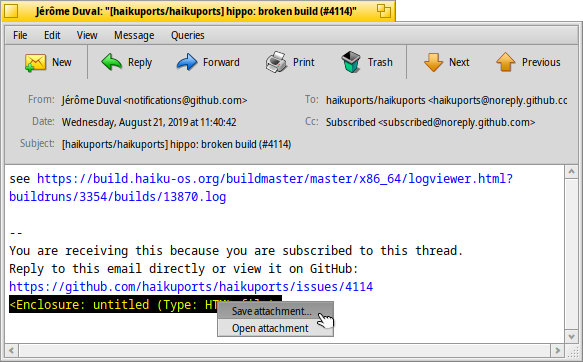 Jérôme Duval: "[haikuports/haikuports] hippo: broken build (#4114)"
File Edit View Message Queries
New Reply Forward Print Trash Next Previous
From: Jérôme Duval <notifications@github.com> To: haikuports/haikuports <haikuports@noreply.github.cc
Date: Wednesday, August 21, 2019 at 11:40:42 Cc: Subscribed <subscribed@noreply.github.com>
Subject: [haikuports/haikuports] hippo: broken build (#4114)
see https://build.haiku-os.org/buildmaster/master/x86_64/logviewer.html?
buildruns/3354/builds/13870.log
--
You are receiving this because you are subscribed to this thread.
Reply to this email directly or view it on GitHub:
https://github.com/haikuports/haikuports/issues/4114
<Enclosure: untitled (Type:
Save attachment...
Open attachment